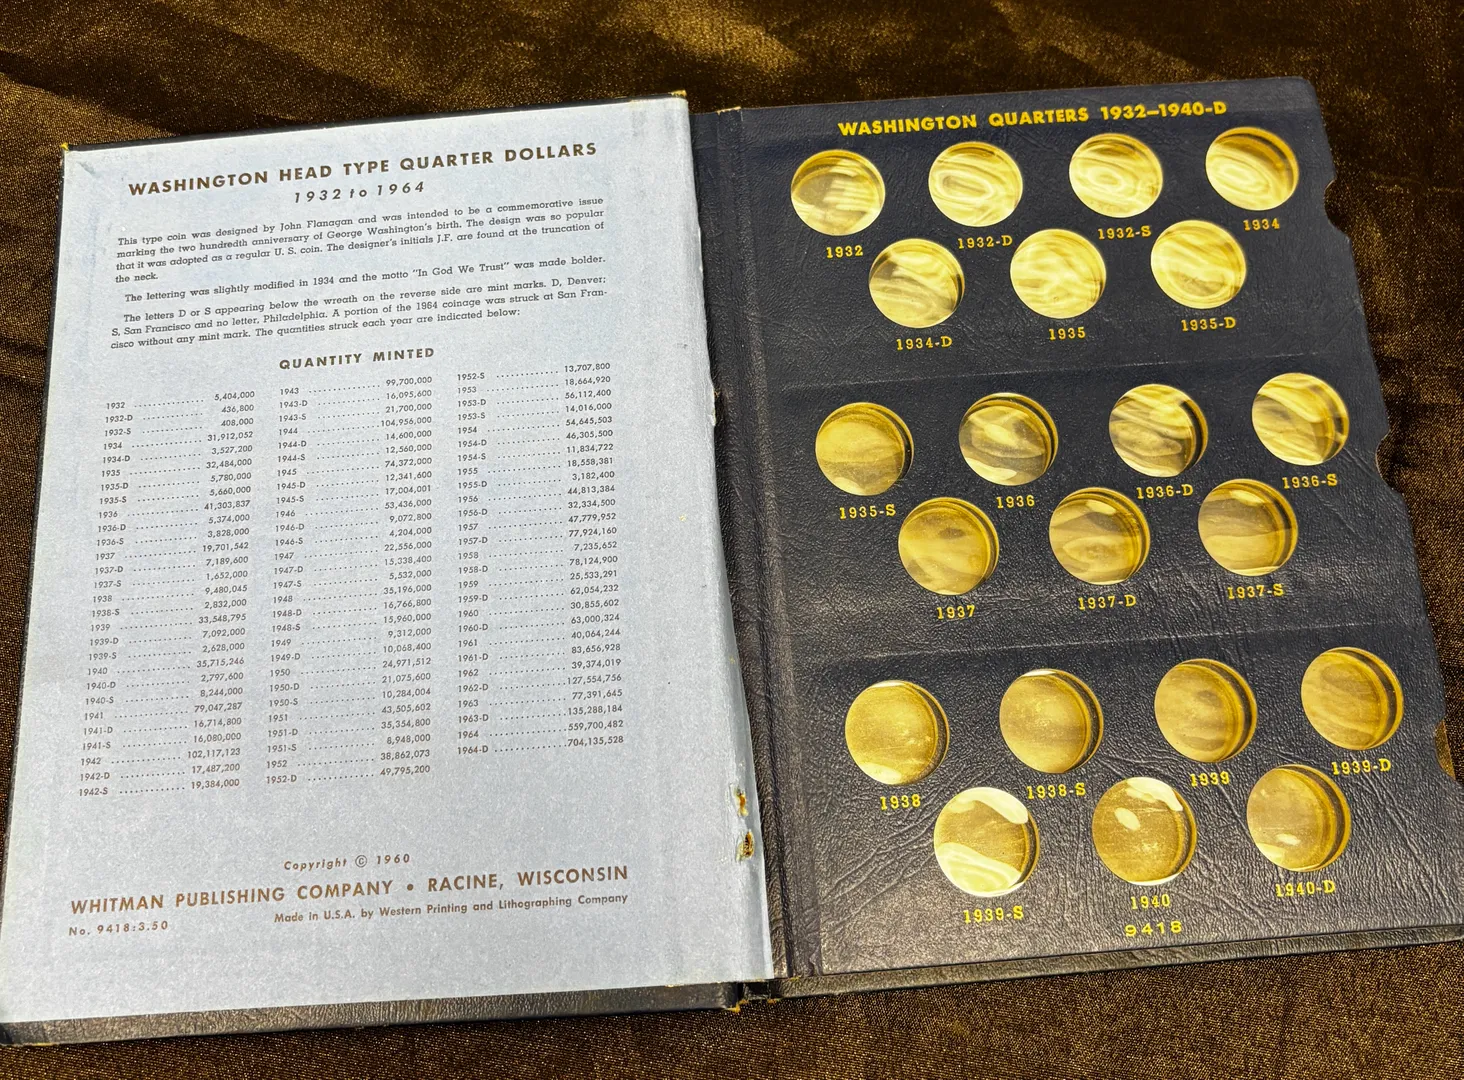 WASHINGTON HEAD TYPE QUARTER DOLLARS
1932 to 1964
This type coin was designed by John Flanagan and was intended to be a commemorative issue
marking the two hundredth anniversary of George Washington's birth. The design was so popular
that it was adopted as a regular U. S. coin. The designer's initials J.F. are found at the truncation of
the neck.
The lettering was slightly modified in 1934 and the motto "In God We Trust" was made bolder.
The letters D or S appearing below the wreath on the reverse side are mint marks. D, Denver;
S, San Francisco and no letter, Philadelphia. A portion of the 1964 coinage was struck at San Fran-
cisco without any mint mark. The quantities struck each year are indicated below:
QUANTITY MINTED
1932 5,404,000
1932-D 436,800
1932-S 408,000
1934 31,912,052
1934-D 3,527,200
1935 32,484,000
1935-D 5,780,000
1935-S 5,660,000
1936 41,303,837
1936-D 5,374,000
1936-S 3,828,000
1937 19,701,542
1937-D 7,189,600
1937-S 1,652,000
1938 9,480,045
1938-S 2,832,000
1939 33,548,795
1939-D 7,092,000
1939-S 2,628,000
1940 35,715,246
1940-D 2,797,600
1940-S 8,244,000
1941 79,047,287
1941-D 16,714,800
1941-S 16,080,000
1942 102,117,123
1942-D 17,487,200
1942-S 19,384,000
1943 99,700,000
1943-D 16,095,600
1943-S 21,700,000
1944 104,956,000
1944-D 14,600,000
1944-S 12,560,000
1945 74,372,000
1945-D 12,341,600
1945-S 17,004,001
1946 53,436,000
1946-D 9,072,800
1946-S 4,204,000
1947 22,556,000
1947-D 15,338,400
1947-S 5,532,000
1948 35,196,000
1948-D 16,766,800
1948-S 15,960,000
1949 9,312,000
1949-D 10,068,400
1950 24,971,512
1950-D 21,075,600
1950-S 10,284,004
1951 43,505,602
1951-D 35,354,800
1951-S 8,948,000
1952 38,862,073
1952-D 49,795,200
1952-S 13,707,800
1953 18,664,920
1953-D 56,112,400
1953-S 14,016,000
1954 54,645,503
1954-D 46,305,500
1954-S 11,834,722
1955 18,558,381
1955-D 3,182,400
1956 44,813,384
1956-D 32,334,500
1957 47,779,952
1957-D 77,924,160
1958 7,235,652
1958-D 78,124,900
1959 25,533,291
1959-D 62,054,232
1960 30,855,602
1960-D 63,000,324
1961 40,064,244
1961-D 83,656,928
1962 39,374,019
1962-D 127,554,756
1963 77,391,645
1963-D 135,288,184
1964 559,700,482
1964-D 704,135,528
Copyright © 1960
WHITMAN PUBLISHING COMPANY • RACINE, WISCONSIN
Made in U.S.A. by Western Printing and Lithographing Company
No. 9418:3.50
WASHINGTON QUARTERS 1932–1940-D
1932
1932-D
1932-S
1934
1934-D
1935
1935-D
1935-S
1936
1936-D
1936-S
1937
1937-D
1937-S
1938
1938-S
1939
1939-D
1939-S
1940
1940-D
9418